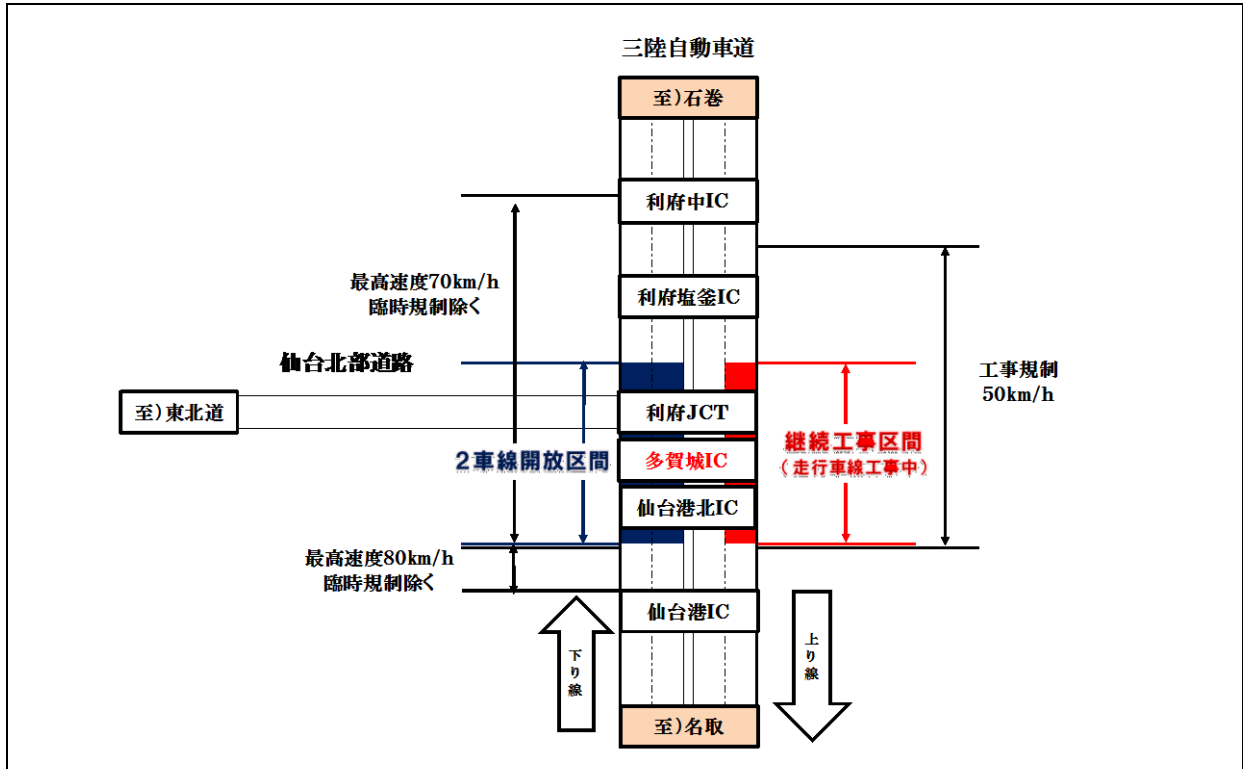 三陸自動車道
至)石巻
利府中IC
最高速度70km/h
臨時規制除く
利府塩釜IC
仙台北部道路
工事規制
50km/h
至)東北道
利府JCT
2車線開放区間
多賀城IC
継続工事区間
(走行車線工事中)
仙台港北IC
最高速度80km/h
臨時規制除く
仙台港IC
下り線
上り線
至)名取